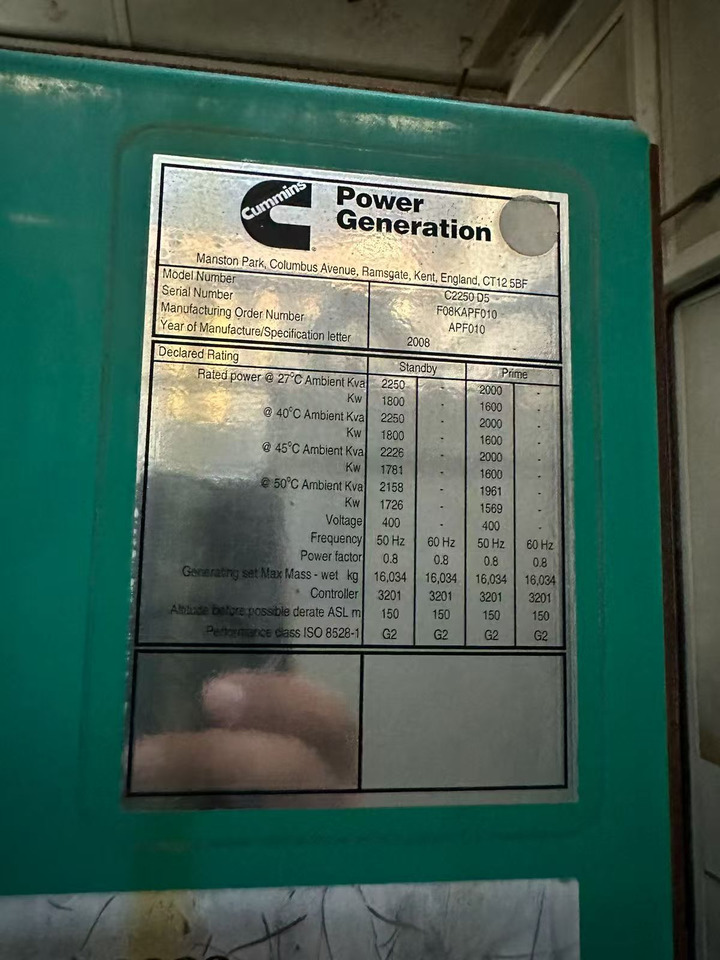 Cummins
Power
Generation
Manston Park, Columbus Avenue, Ramsgate, Kent, England, CT12 5BF
Model Number C2250 D5
Serial Number F08KAPF010
Manufacturing Order Number APF010
Year of Manufacture/Specification letter 2008
Declared Rating Standby Prime
Rated power @ 27°C Ambient Kva 2250 - 2000 -
Kw 1800 - 1600 -
@ 40°C Ambient Kva 2250 - 2000 -
Kw 1800 - 1600 -
@ 45°C Ambient Kva 2226 - 2000 -
Kw 1781 - 1600 -
@ 50°C Ambient Kva 2158 - 1961 -
Kw 1726 - 1569 -
Voltage 400 - 400 -
Frequency 50 Hz 60 Hz 50 Hz 60 Hz
Power factor 0.8 0.8 0.8 0.8
Generating set Max Mass - wet kg 16,034 16,034 16,034 16,034
Controller 3201 3201 3201 3201
Altitude before possible derate ASL m 150 150 150 150
Performance class ISO 8528-1 G2 G2 G2 G2